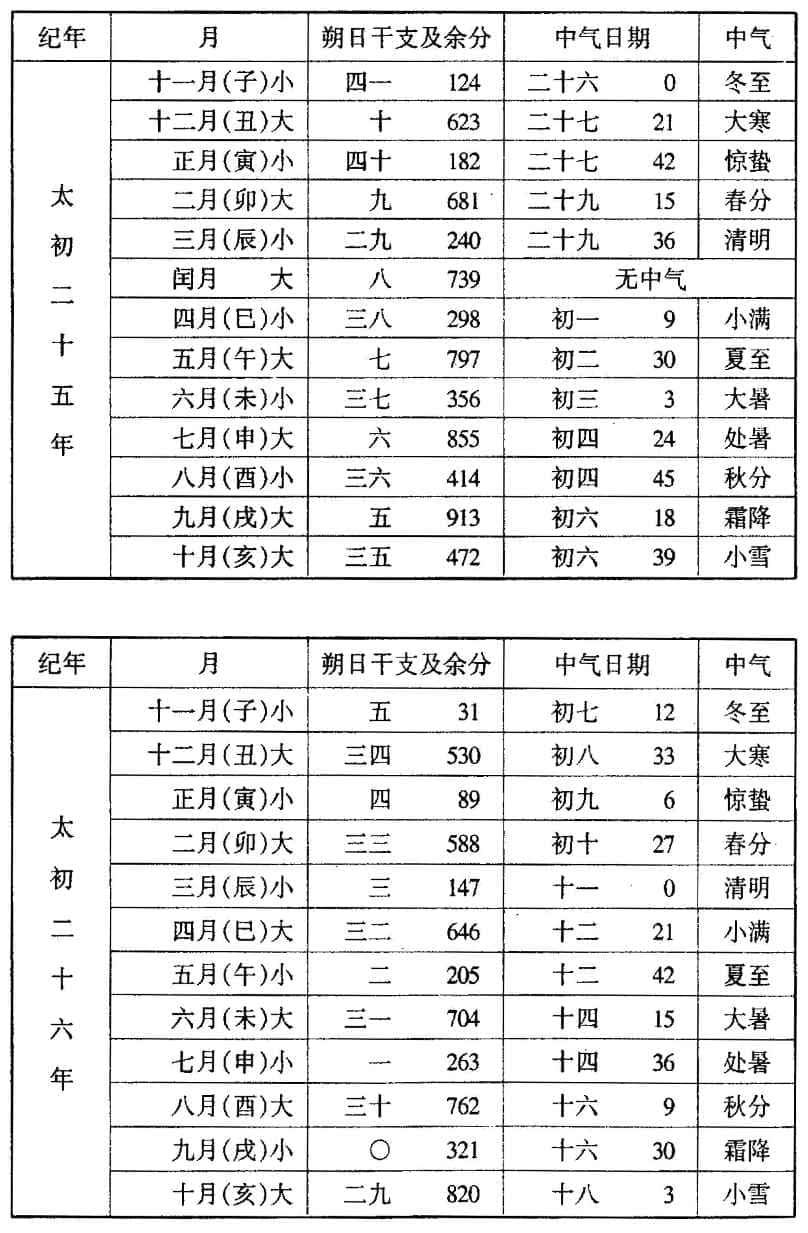 纪年 月 朔日干支及余分 中气日期 中气
太初二十五年
十一月(子)小 四一 124 二十六 0 冬至
十二月(丑)大 十 623 二十七 21 大寒
正月(寅)小 四十 182 二十七 42 惊蛰
二月(卯)大 九 681 二十九 15 春分
三月(辰)小 二九 240 二十九 36 清明
闰月 大 八 739 无中气
四月(巳)小 三八 298 初一 9 小满
五月(午)大 七 797 初二 30 夏至
六月(未)小 三七 356 初三 3 大暑
七月(申)大 六 855 初四 24 处暑
八月(酉)小 三六 414 初四 45 秋分
九月(戌)大 五 913 初六 18 霜降
十月(亥)大 三五 472 初六 39 小雪
纪年 月 朔日干支及余分 中气日期 中气
太初二十六年
十一月(子)小 五 31 初七 12 冬至
十二月(丑)大 三四 530 初八 33 大寒
正月(寅)小 四 89 初九 6 惊蛰
二月(卯)大 三三 588 初十 27 春分
三月(辰)小 三 147 十一 0 清明
四月(巳)大 三二 646 十二 21 小满
五月(午)小 二 205 十二 42 夏至
六月(未)大 三一 704 十四 15 大暑
七月(申)小 一 263 十四 36 处暑
八月(酉)大 三十 762 十六 9 秋分
九月(戌)小 〇 321 十六 30 霜降
十月(亥)大 二九 820 十八 3 小雪